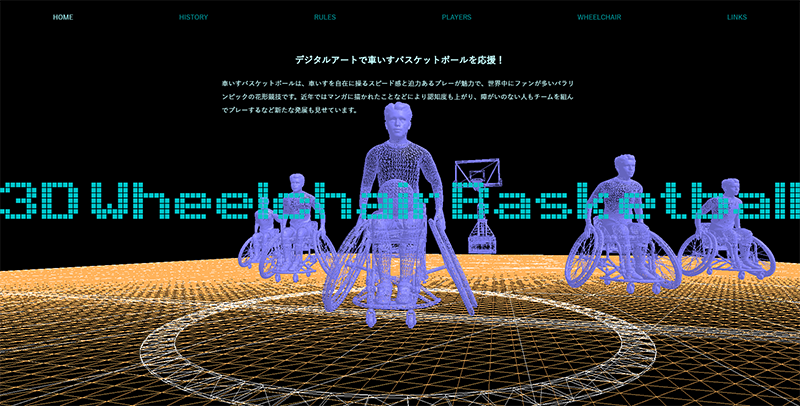 HOME
HISTORY
RULES
PLAYERS
WHEELCHAIR
LINKS
デジタルアートで車いすバスケットボールを応援！
車いすバスケットボールは、車いすを自在に操るスピード感と迫力あるプレーが魅力で、世界中にファンが多いパラリ
ンピックの花形競技です。近年ではマンガに描かれたことなどにより認知度も上がり、障がいのない人もチームを組ん
でプレーするなど新たな発展も見せています。
3D Wheelchair Basketball